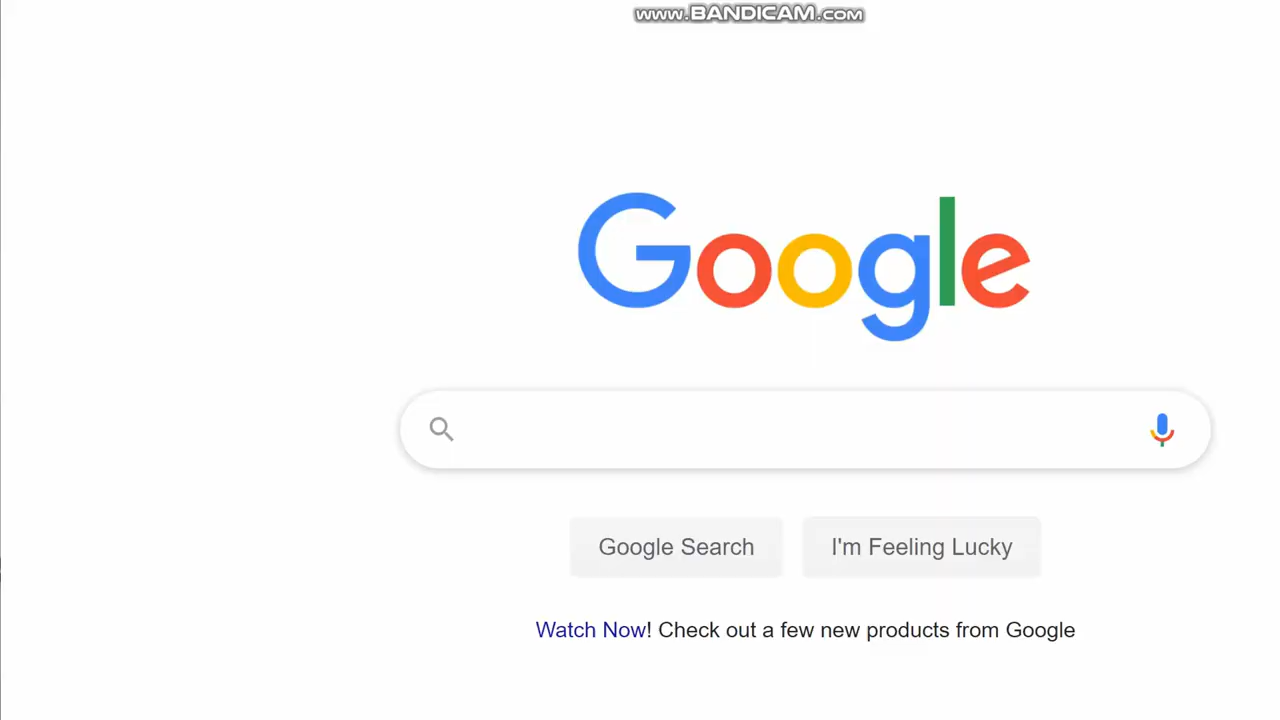 www.BANDICAM.com
Google
Google Search
I'm Feeling Lucky
Watch Now! Check out a few new products from Google